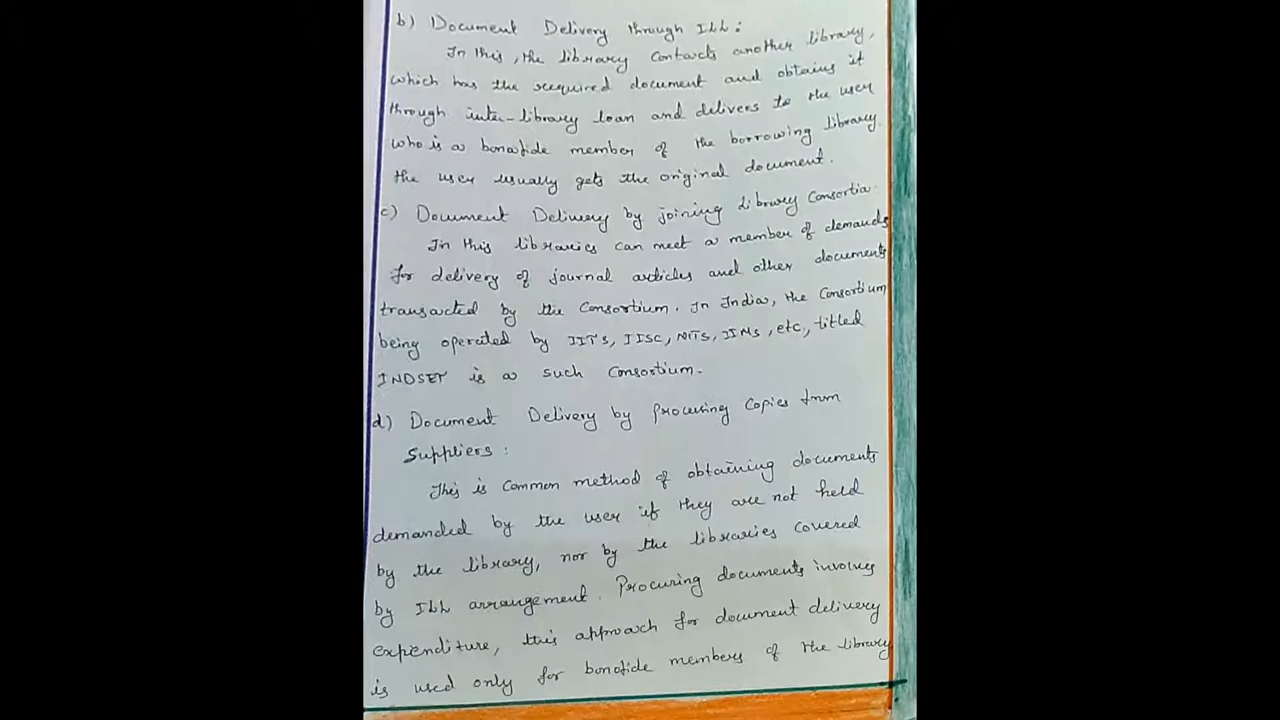 b) Document Delivery through ILL:
In this, the library contacts another library,
which has the required document and obtains it
through inter-library loan and delivers to the user
who is a bonafide member of the borrowing library.
the user usually gets the original document.
c) Document Delivery by joining Library Consortia.
In this libraries can meet a member of demands
for delivery of journal articles and other documents
transacted by the Consortium. In India, the Consortium
being operated by IIT's, IISC, NITS, IIMs, etc., titled
INDSET is a such Consortium.
d) Document Delivery by procuring Copies from
Suppliers:
This is common method of obtaining documents
demanded by the user if they are not held
by the library, nor by the libraries covered
by ILL arrangement. Procuring documents involves
expenditure, this approach for document delivery
is used only for bonafide members of the library